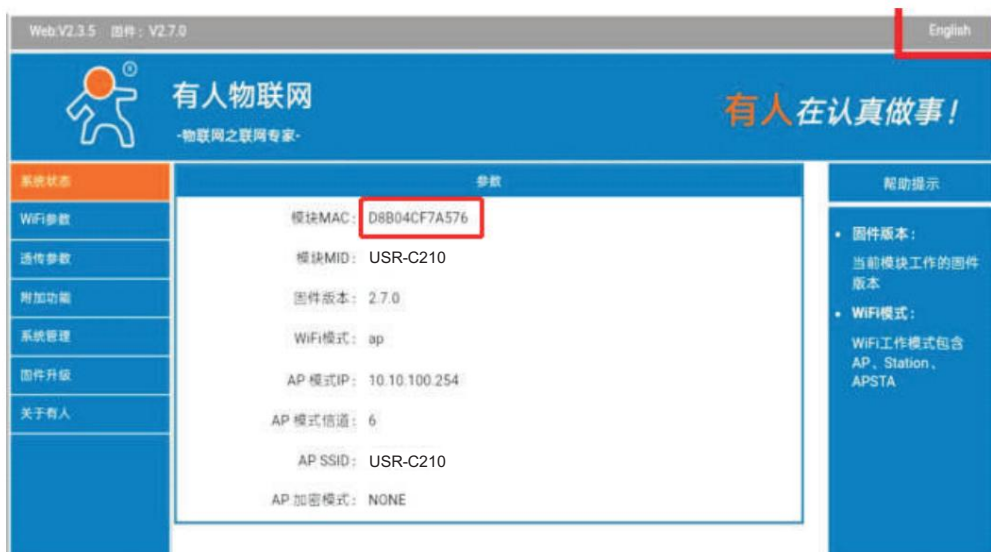 Web:V2.3.5 固件：V2.7.0
English
有人物联网
-物联网之联网专家-
有人在认真做事！
系统状态
WiFi参数
透传参数
附加功能
系统管理
固件升级
关于有人
参数
模块MAC： D8B04CF7A576
模块MID： USR-C210
固件版本： 2.7.0
WiFi模式： ap
AP 模式IP： 10.10.100.254
AP 模式信道： 6
AP SSID： USR-C210
AP 加密模式： NONE
帮助提示
• 固件版本：
当前模块工作的固件
版本
• WiFi模式：
WiFi工作模式包含
AP、Station、
APSTA